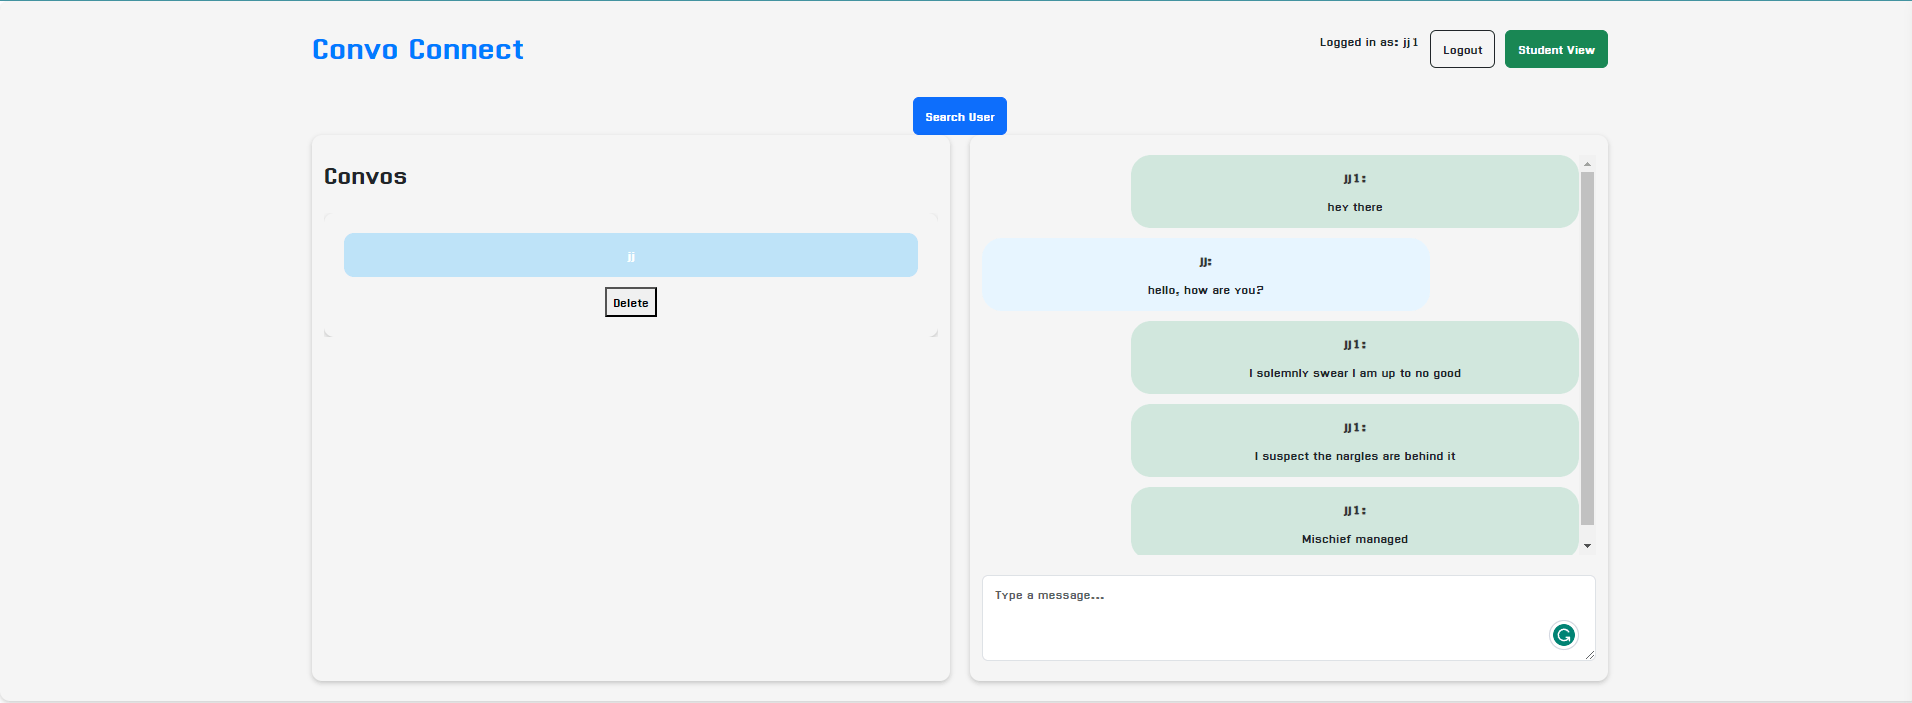 Convo Connect
Logged in as: jj1
Logout
Student View
Search User
Convos
jj
Delete
jj1:
hey there
jj:
hello, how are you?
jj1:
I solemnly swear I am up to no good
jj1:
I suspect the nargles are behind it
jj1:
Mischief managed
Type a message...